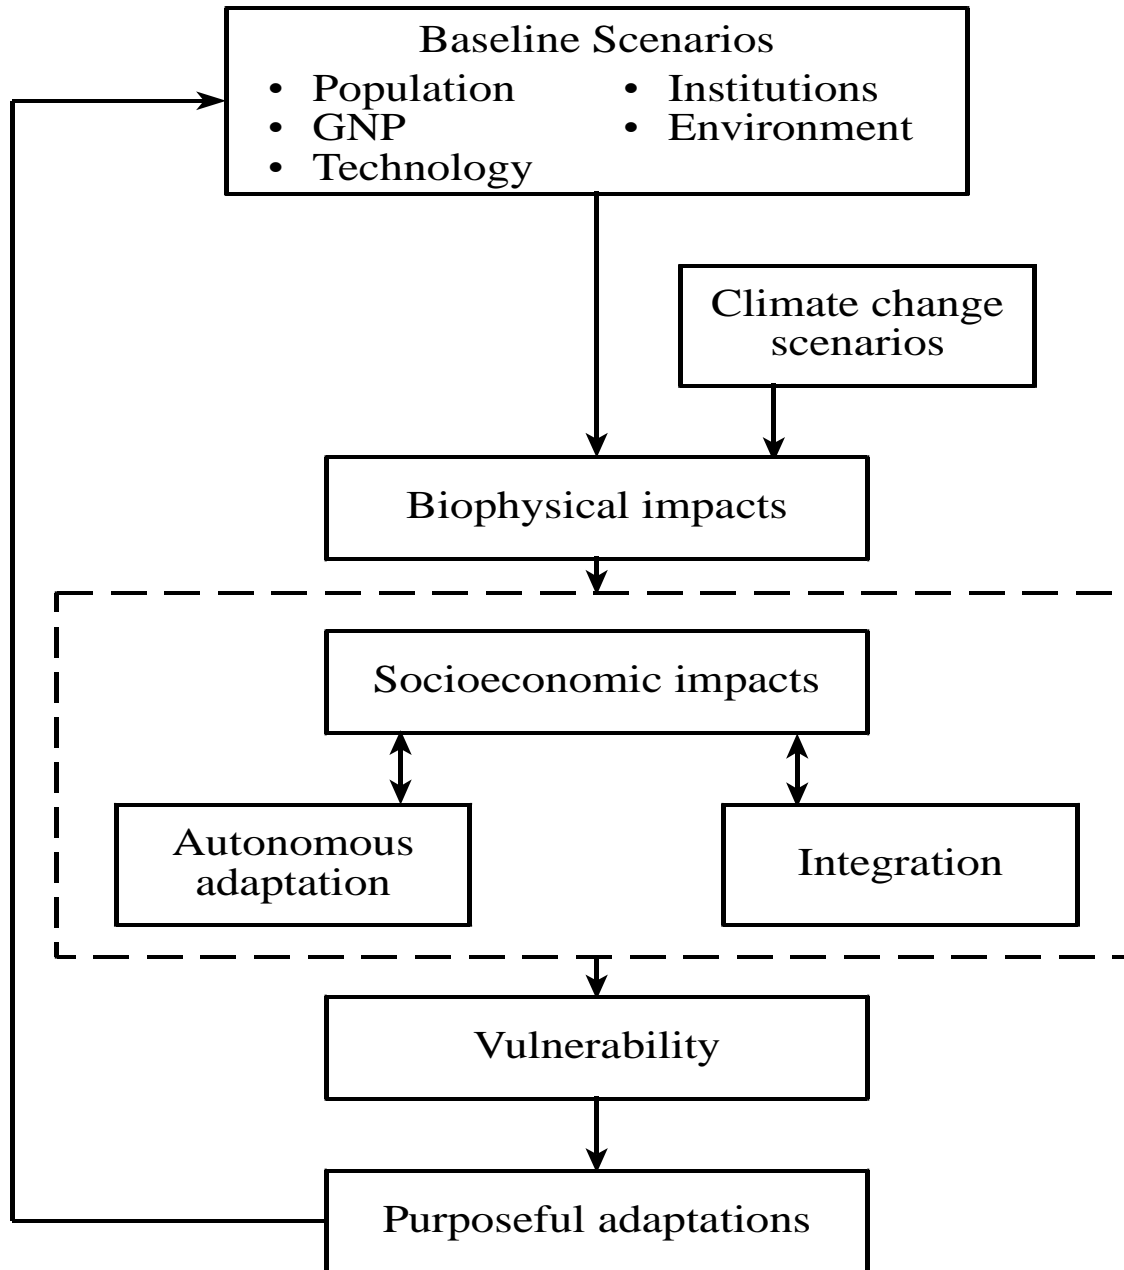 Baseline Scenarios
• Population
• GNP
• Technology
• Institutions
• Environment
Climate change
scenarios
Biophysical impacts
Socioeconomic impacts
Autonomous
adaptation
Integration
Vulnerability
Purposeful adaptations